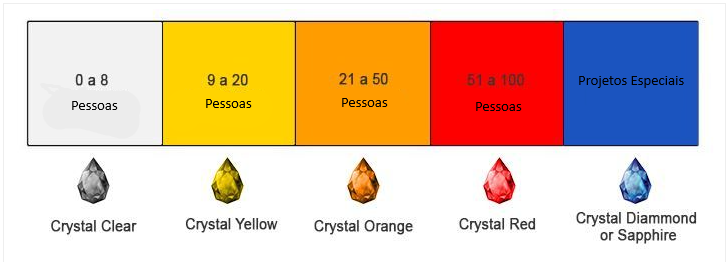 0 a 8
Pessoas
9 a 20
Pessoas
21 a 50
Pessoas
51 a 100
Pessoas
Projetos Especiais
Crystal Clear
Crystal Yellow
Crystal Orange
Crystal Red
Crystal Diammond
or Sapphire